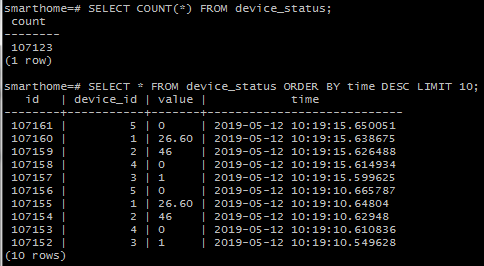 smarthome=# SELECT COUNT(*) FROM device_status;
 count
--------
 107123
(1 row)

smarthome=# SELECT * FROM device_status ORDER BY time DESC LIMIT 10;
   id   | device_id | value |            time
--------+-----------+-------+----------------------------
 107161 |         5 | 0     | 2019-05-12 10:19:15.650051
 107160 |         1 | 26.60 | 2019-05-12 10:19:15.638675
 107159 |         2 | 46    | 2019-05-12 10:19:15.626488
 107158 |         4 | 0     | 2019-05-12 10:19:15.614934
 107157 |         3 | 1     | 2019-05-12 10:19:15.599625
 107156 |         5 | 0     | 2019-05-12 10:19:10.665787
 107155 |         1 | 26.60 | 2019-05-12 10:19:10.64804
 107154 |         2 | 46    | 2019-05-12 10:19:10.62948
 107153 |         4 | 0     | 2019-05-12 10:19:10.610836
 107152 |         3 | 1     | 2019-05-12 10:19:10.549628
(10 rows)